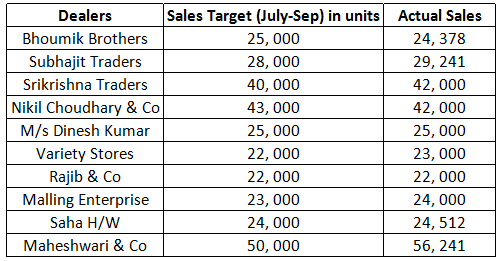 Dealers Sales Target (July-Sep) in units Actual Sales
Bhoumik Brothers 25, 000 24, 378
Subhajit Traders 28, 000 29, 241
Srikrishna Traders 40, 000 42, 000
Nikil Choudhary & Co 43, 000 42, 000
M/s Dinesh Kumar 25, 000 25, 000
Variety Stores 22, 000 23, 000
Rajib & Co 22, 000 22, 000
Malling Enterprise 23, 000 24, 000
Saha H/W 24, 000 24, 512
Maheshwari & Co 50, 000 56, 241